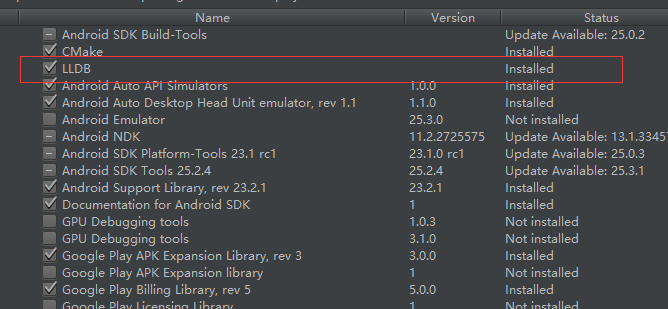 Name Version Status
Android SDK Build-Tools Update Available: 25.0.2
CMake Installed
LLDB Installed
Android Auto API Simulators 1.0.0 Installed
Android Auto Desktop Head Unit emulator, rev 1.1 1.1.0 Installed
Android Emulator 25.3.0 Not installed
Android NDK 11.2.2725575 Update Available: 13.1.33457
Android SDK Platform-Tools 23.1 rc1 23.1.0 rc1 Update Available: 25.0.3
Android SDK Tools 25.2.4 25.2.4 Update Available: 25.3.1
Android Support Library, rev 23.2.1 23.2.1 Installed
Documentation for Android SDK 1 Installed
GPU Debugging tools 1.0.3 Not installed
GPU Debugging tools 3.1.0 Not installed
Google Play APK Expansion Library, rev 3 3.0.0 Installed
Google Play APK Expansion library 1 Not installed
Google Play Billing Library, rev 5 5.0.0 Installed
Google Play Licensing Library 1 Not installed